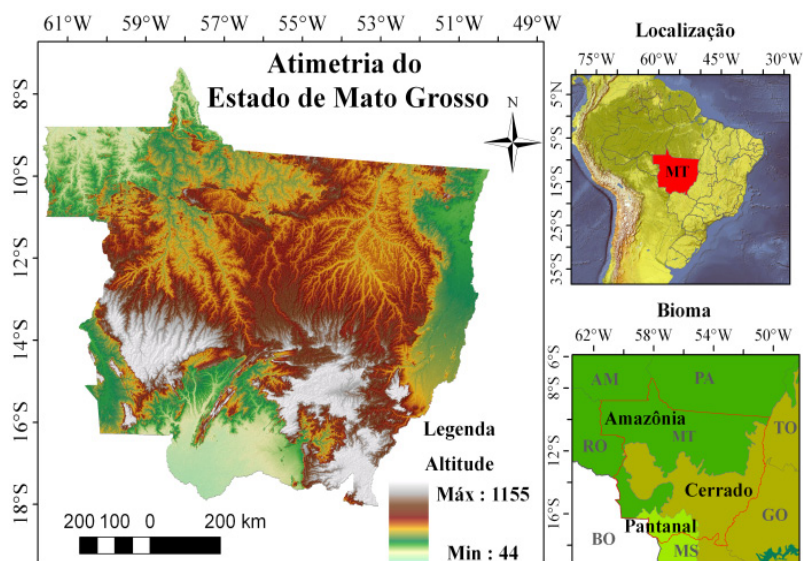 61°W 59°W 57°W 55°W 53°W 51°W 49°W
Atimetria do
Estado de Mato Grosso
N
8°S
10°S
12°S
14°S
16°S
18°S
Legenda
Altitude
Máx : 1155
Min : 44
200 100 0 200 km
Localização
75°W 60°W 45°W 30°W
5°N
5°S
15°S
25°S
35°S
MT
Bioma
62°W 58°W 54°W 50°W
6°S
12°S
16°S
AM PA
Amazônia
TO
MT
RO
Cerrado
Pantanal
GO
BO
MS